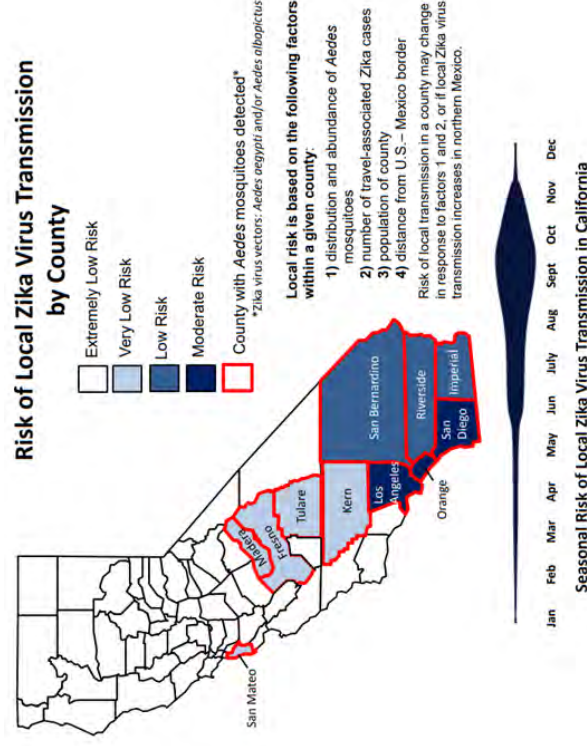 Risk of Local Zika Virus Transmission
by County
Extremely Low Risk
Very Low Risk
Low Risk
Moderate Risk
County with Aedes mosquitoes detected*
*Zika virus vectors: Aedes aegypti and/or Aedes albopictus
Local risk is based on the following factors
within a given county:
1) distribution and abundance of Aedes
mosquitoes
2) number of travel-associated Zika cases
3) population of county
4) distance from U.S. – Mexico border
Risk of local transmission in a county may change
in response to factors 1 and 2, or if local Zika virus
transmission increases in northern Mexico.
San Mateo
Madera
Fresno
Tulare
Kern
San Bernardino
Los
Angeles
Orange
Riverside
San
Diego
Imperial
Jan Feb Mar Apr May Jun July Aug Sept Oct Nov Dec
Seasonal Risk of Local Zika Virus Transmission in California